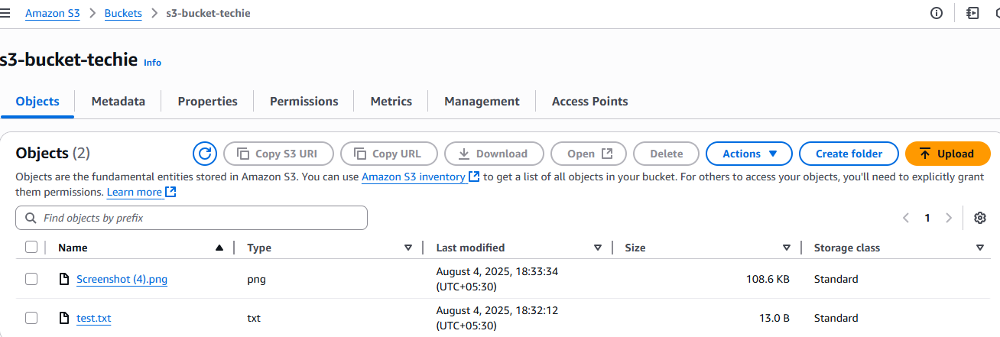 Amazon S3 > Buckets > s3-bucket-techie
s3-bucket-techie Info
Objects Metadata Properties Permissions Metrics Management Access Points
Objects (2) Copy S3 URI Copy URL Download Open Delete Actions Create folder Upload
Objects are the fundamental entities stored in Amazon S3. You can use Amazon S3 inventory to get a list of all objects in your bucket. For others to access your objects, you'll need to explicitly grant
them permissions. Learn more
Find objects by prefix 1
Name Type Last modified Size Storage class
Screenshot (4).png png August 4, 2025, 18:33:34 (UTC+05:30) 108.6 KB Standard
test.txt txt August 4, 2025, 18:32:12 (UTC+05:30) 13.0 B Standard